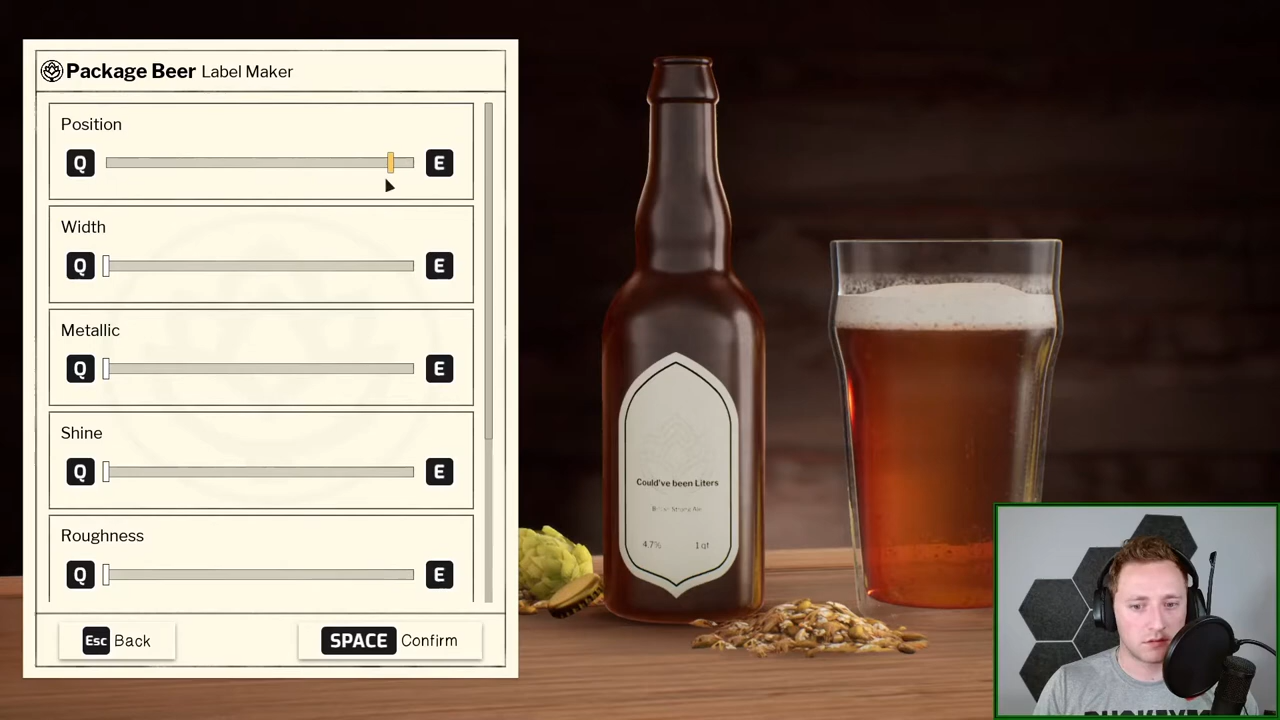 Package Beer Label Maker
Position
Q E
Width
Q E
Metallic
Q E
Shine
Q E
Roughness
Q E
Esc Back SPACE Confirm
Could've been Liters
4.7% 1 qt